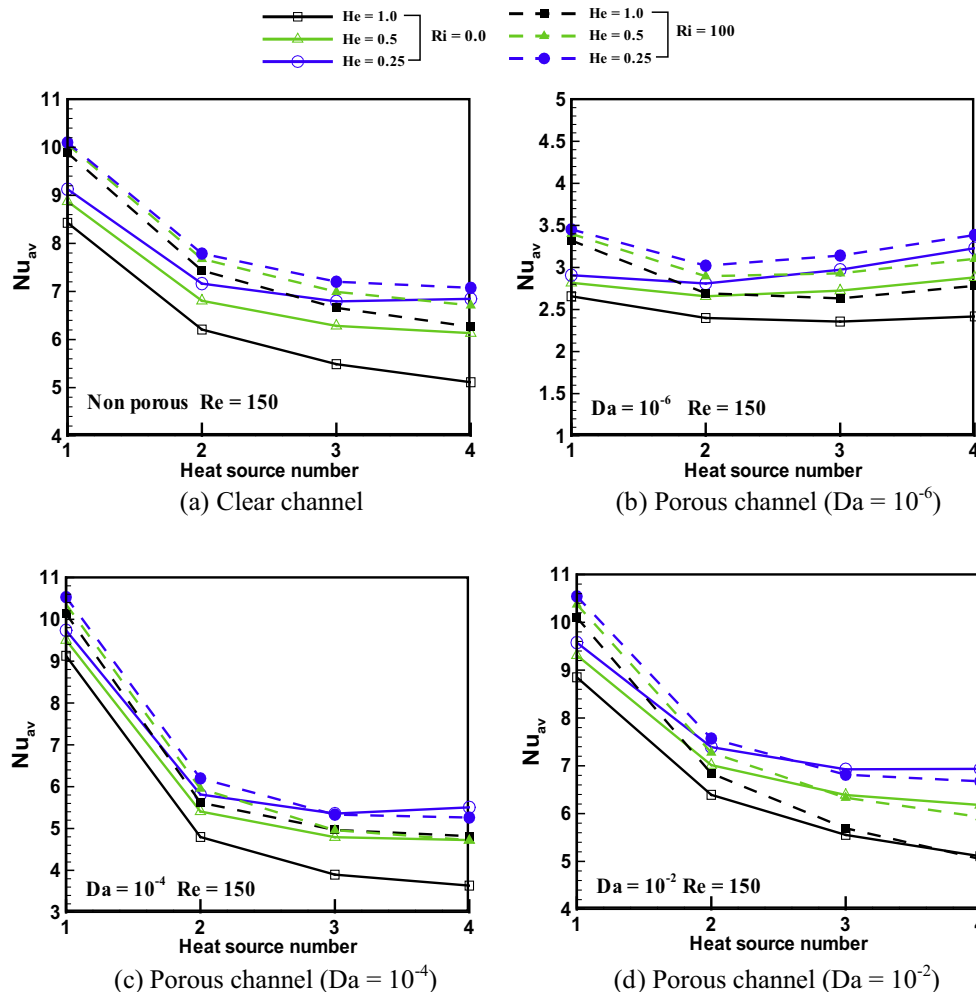 He = 1.0
He = 0.5
He = 0.25
Ri = 0.0
He = 1.0
He = 0.5
He = 0.25
Ri = 100
11
10
9
8
7
6
5
4
Nu_av
Non porous Re = 150
1 2 3 4
Heat source number
(a) Clear channel
5
4.5
4
3.5
3
2.5
2
1.5
1
Nu_av
Da = 10^-6 Re = 150
1 2 3 4
Heat source number
(b) Porous channel (Da = 10^-6)
11
10
9
8
7
6
5
4
3
Nu_av
Da = 10^-4 Re = 150
1 2 3 4
Heat source number
(c) Porous channel (Da = 10^-4)
11
10
9
8
7
6
5
4
Nu_av
Da = 10^-2 Re = 150
1 2 3 4
Heat source number
(d) Porous channel (Da = 10^-2)